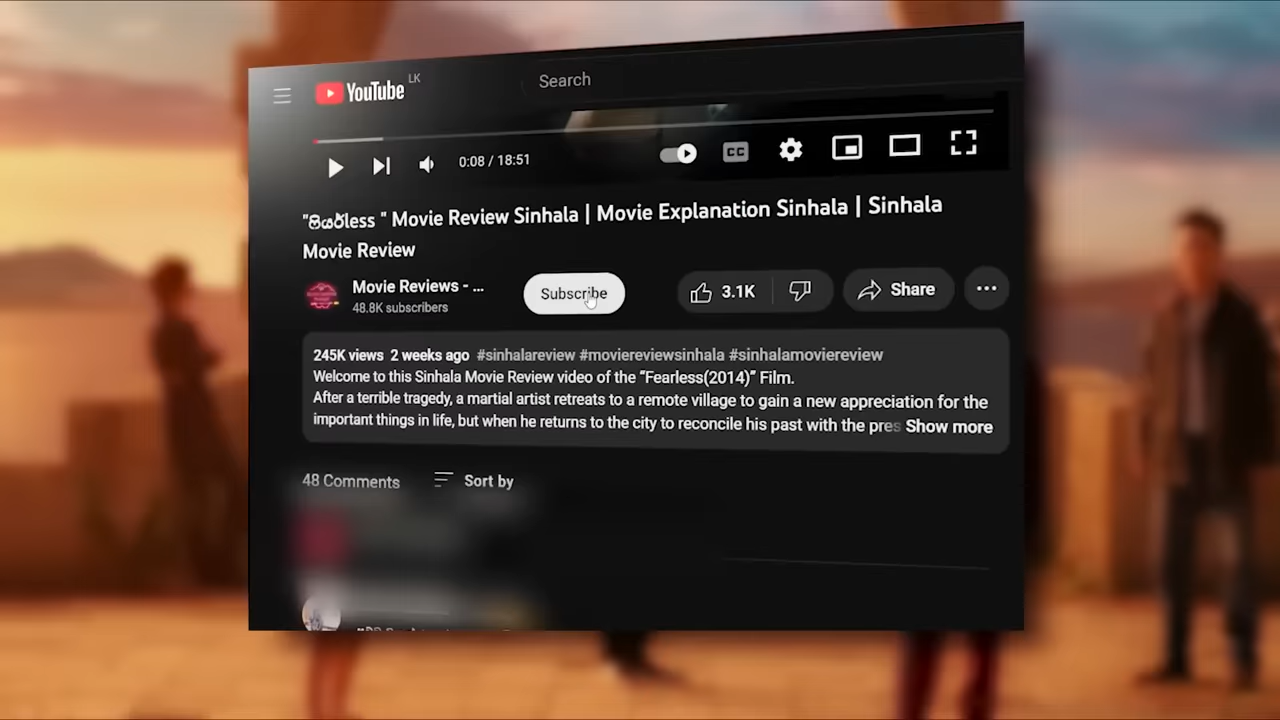 YouTube LK
Search
0:08 / 18:51
CC
"ෆියර්less " Movie Review Sinhala | Movie Explanation Sinhala | Sinhala
Movie Review
Movie Reviews - ...
48.8K subscribers
Subscribe
3.1K
Share
245K views 2 weeks ago #sinhalareview #moviereviewsinhala #sinhalamoviereview
Welcome to this Sinhala Movie Review video of the "Fearless(2014)" Film.
After a terrible tragedy, a martial artist retreats to a remote village to gain a new appreciation for the
important things in life, but when he returns to the city to reconcile his past with the pres Show more
48 Comments
Sort by